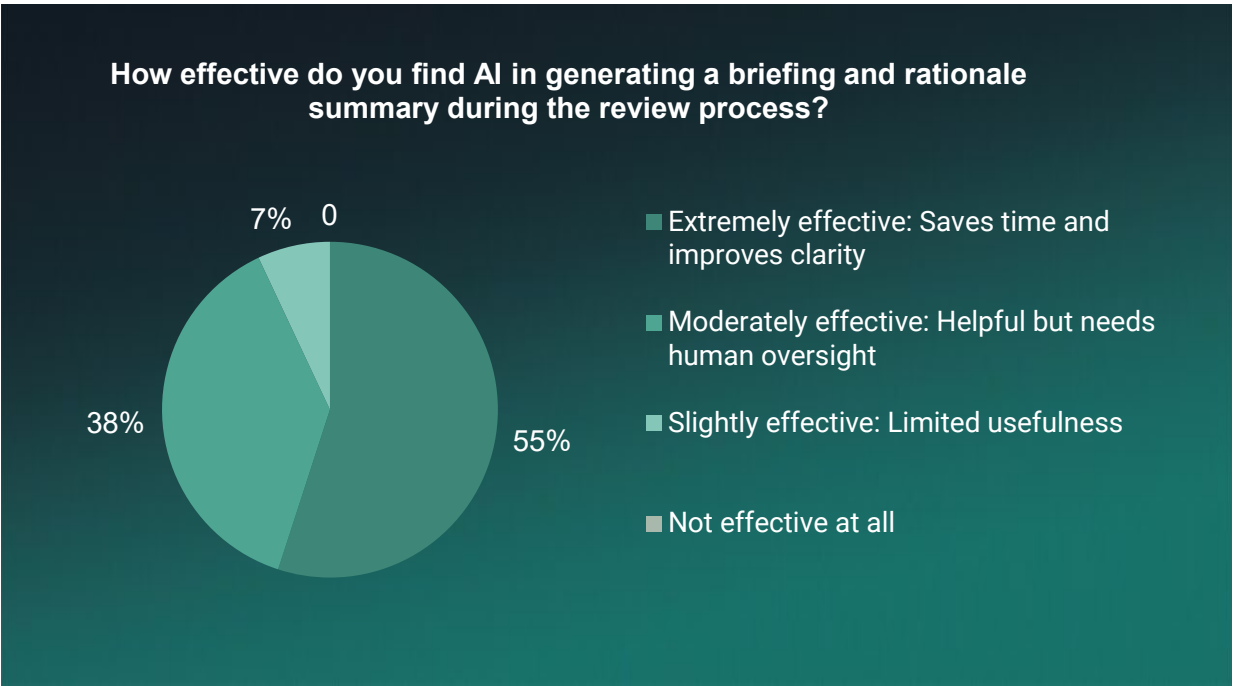 How effective do you find AI in generating a briefing and rationale
summary during the review process?
7%
0
38%
55%
Extremely effective: Saves time and
improves clarity
Moderately effective: Helpful but needs
human oversight
Slightly effective: Limited usefulness
Not effective at all